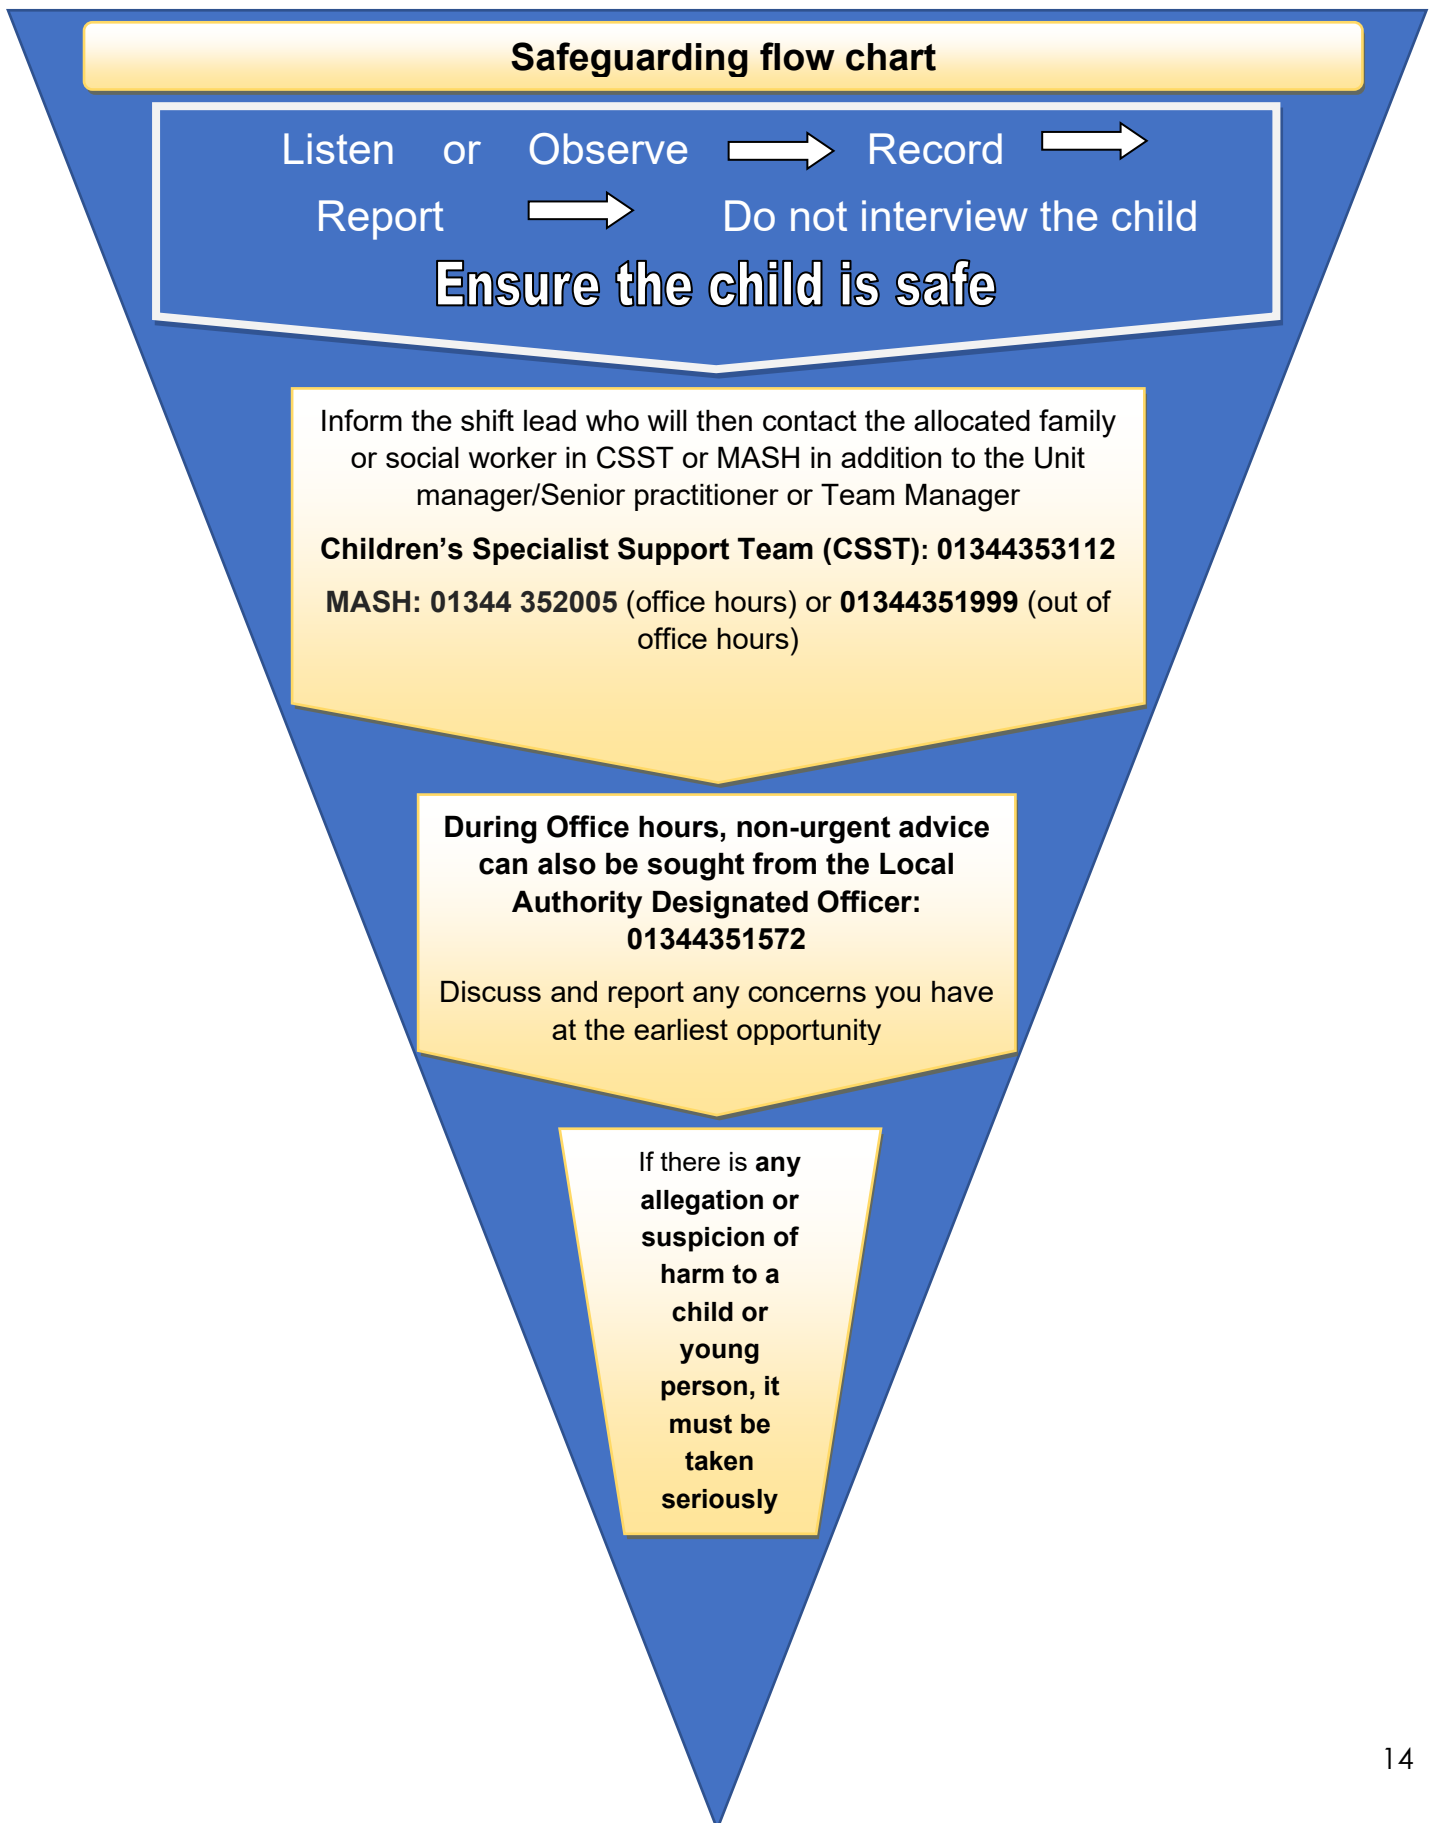 Safeguarding flow chart
Listen or Observe Record
Report Do not interview the child
Ensure the child is safe
Inform the shift lead who will then contact the allocated family
or social worker in CSST or MASH in addition to the Unit
manager/Senior practitioner or Team Manager
Children’s Specialist Support Team (CSST): 01344353112
MASH: 01344 352005 (office hours) or 01344351999 (out of
office hours)
During Office hours, non-urgent advice
can also be sought from the Local
Authority Designated Officer:
01344351572
Discuss and report any concerns you have
at the earliest opportunity
If there is any
allegation or
suspicion of
harm to a
child or
young
person, it
must be
taken
seriously
14